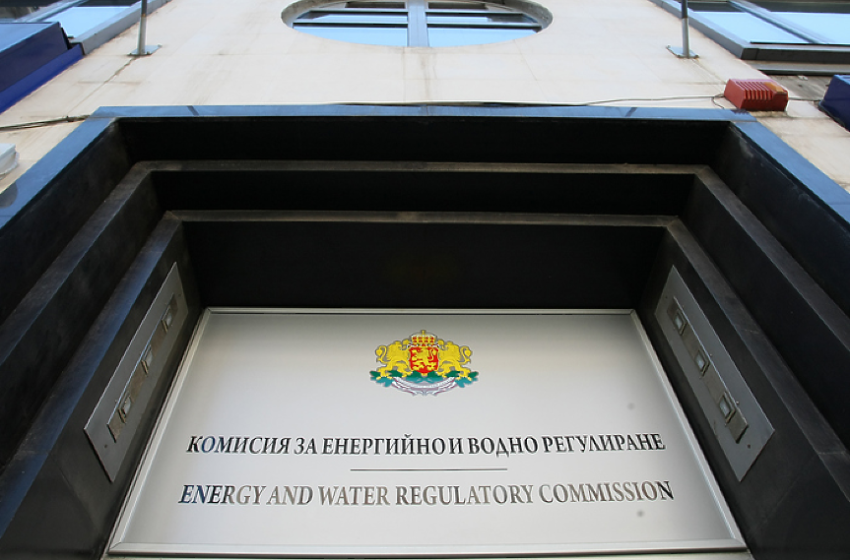 КОМИСИЯ ЗА ЕНЕРГИЙНО И ВОДНО РЕГУЛИРАНЕ
ENERGY AND WATER REGULATORY COMMISSION